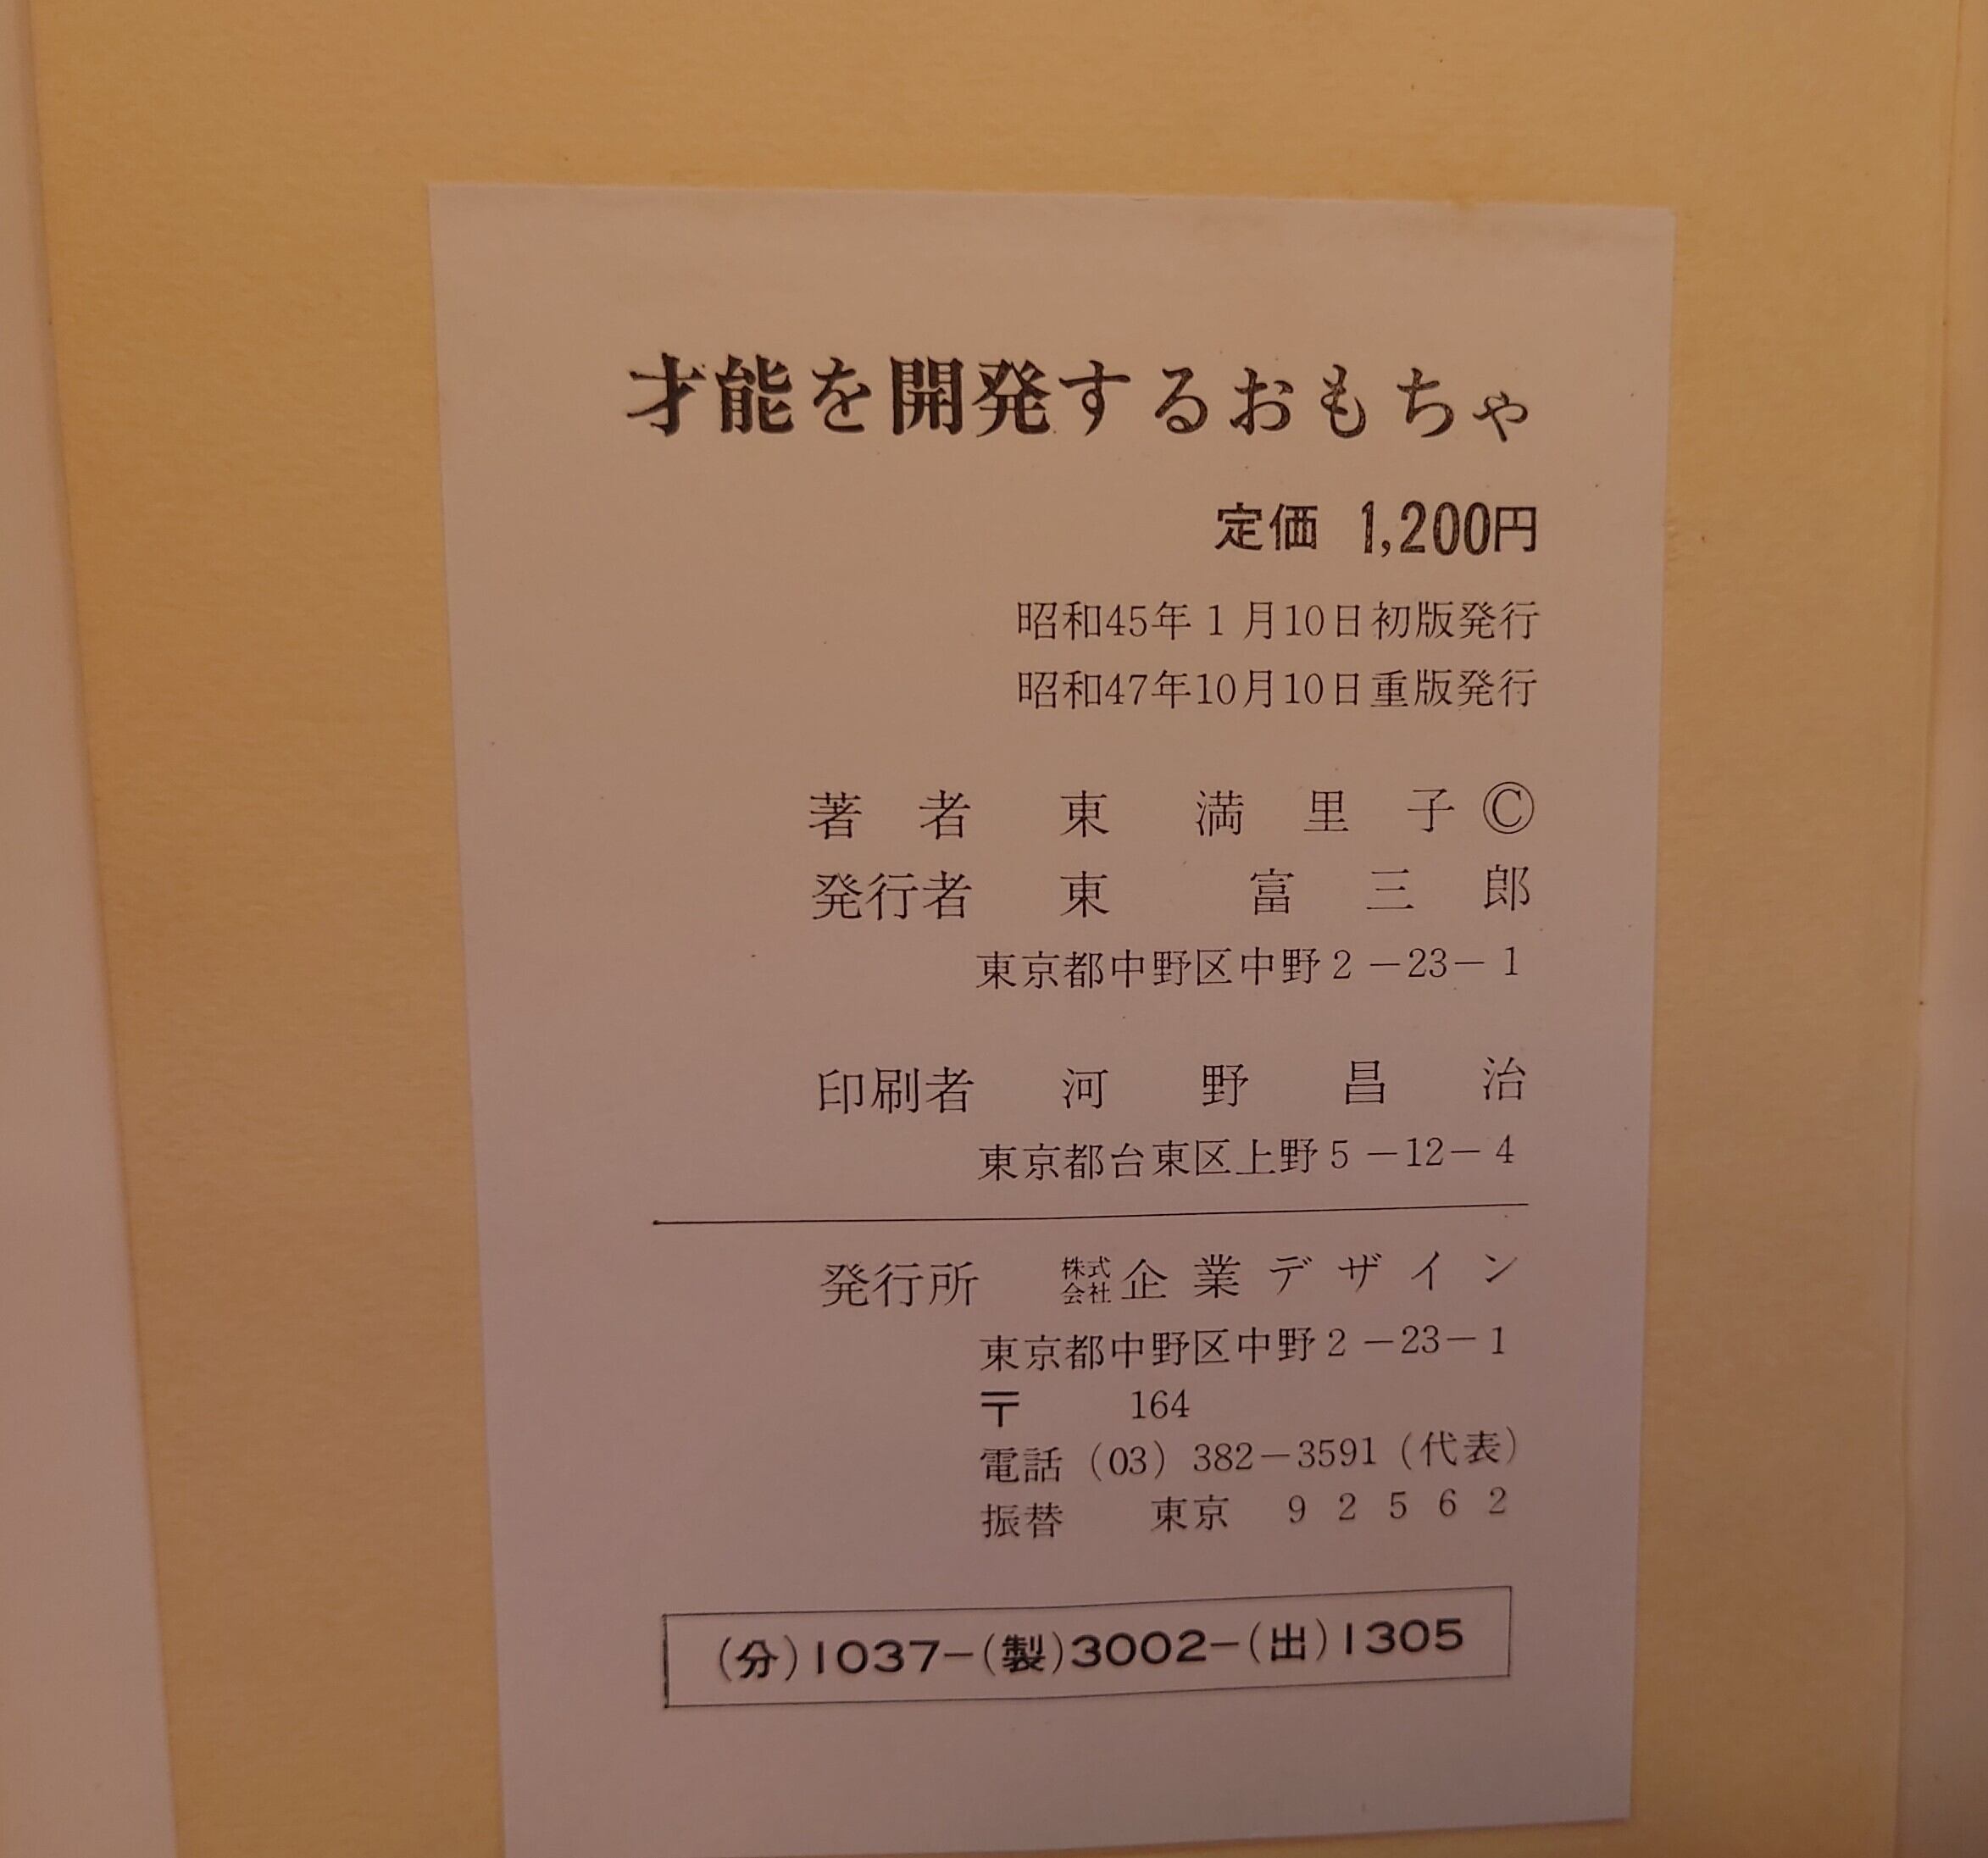 才能を開発するおもちゃ
定価 1,200円
昭和45年1月10日初版発行
昭和47年10月10日重版発行
著者 東満里子Ⓒ
発行者 東富三郎
東京都中野区中野2-23-1
印刷者 河野昌治
東京都台東区上野5-12-4
発行所 株式会社企業デザイン
東京都中野区中野2-23-1
〒 164
電話(03)382-3591(代表)
振替 東京 92562
(分)1037-(製)3002-(出)1305